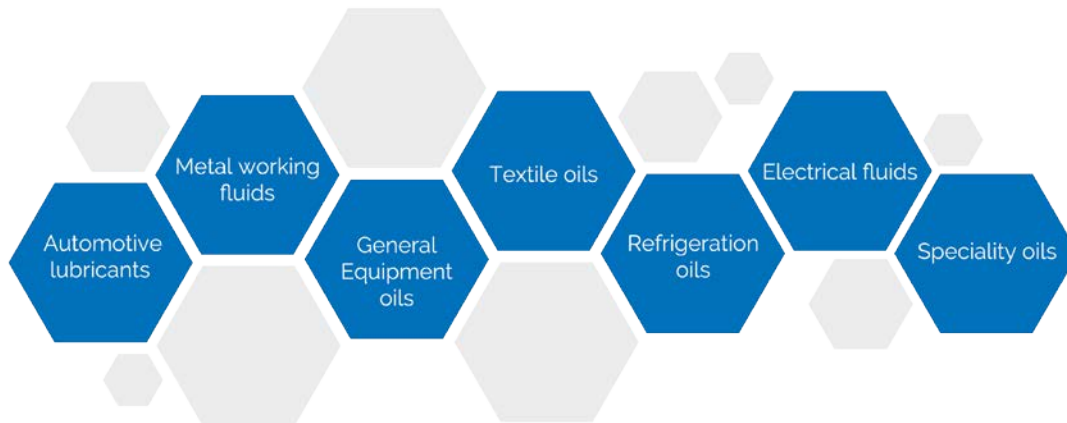 Automotive
lubricants
Metal working
fluids
General
Equipment
oils
Textile oils
Refrigeration
oils
Electrical fluids
Speciality oils